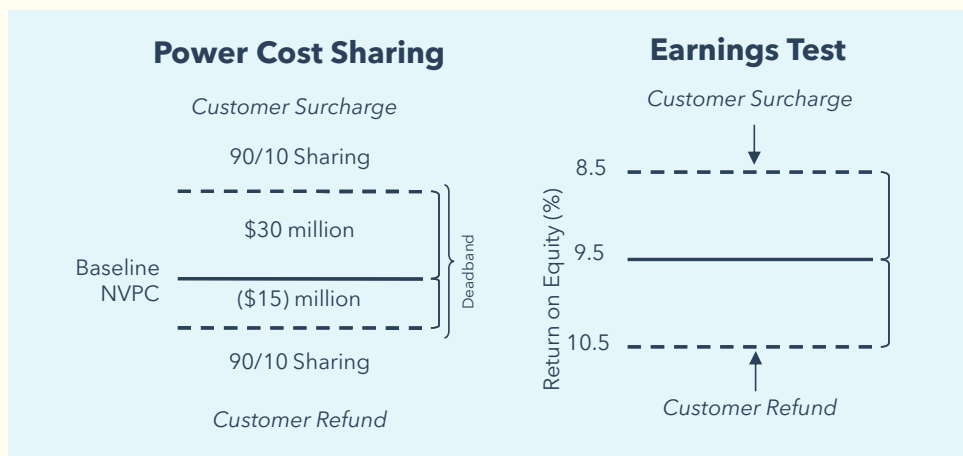 Power Cost Sharing
Customer Surcharge
90/10 Sharing
$30 million
Baseline
NVPC
($15) million
90/10 Sharing
Customer Refund
Deadband
Earnings Test
Customer Surcharge
8.5
9.5
10.5
Return on Equity (%)
Customer Refund